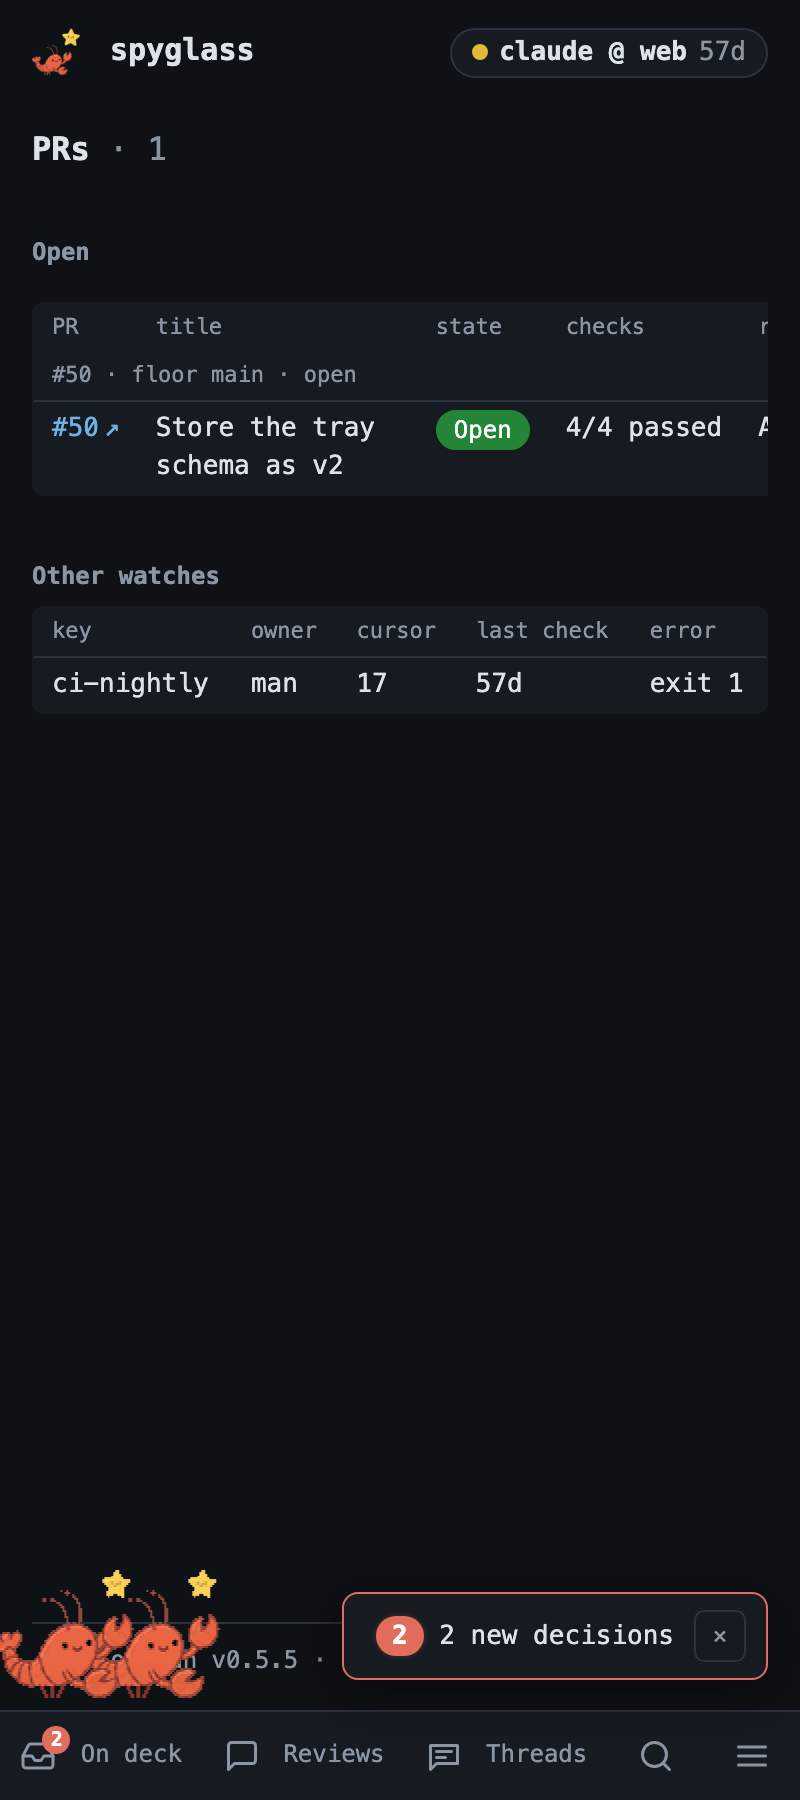 spyglass
claude @ web 57d
PRs · 1
Open
PR title state checks
#50 · floor main · open
#50 ↗ Store the tray schema as v2 Open 4/4 passed
Other watches
key owner cursor last check error
ci-nightly man 17 57d exit 1
v0.5.5 ·
2 2 new decisions ×
2 On deck Reviews Threads